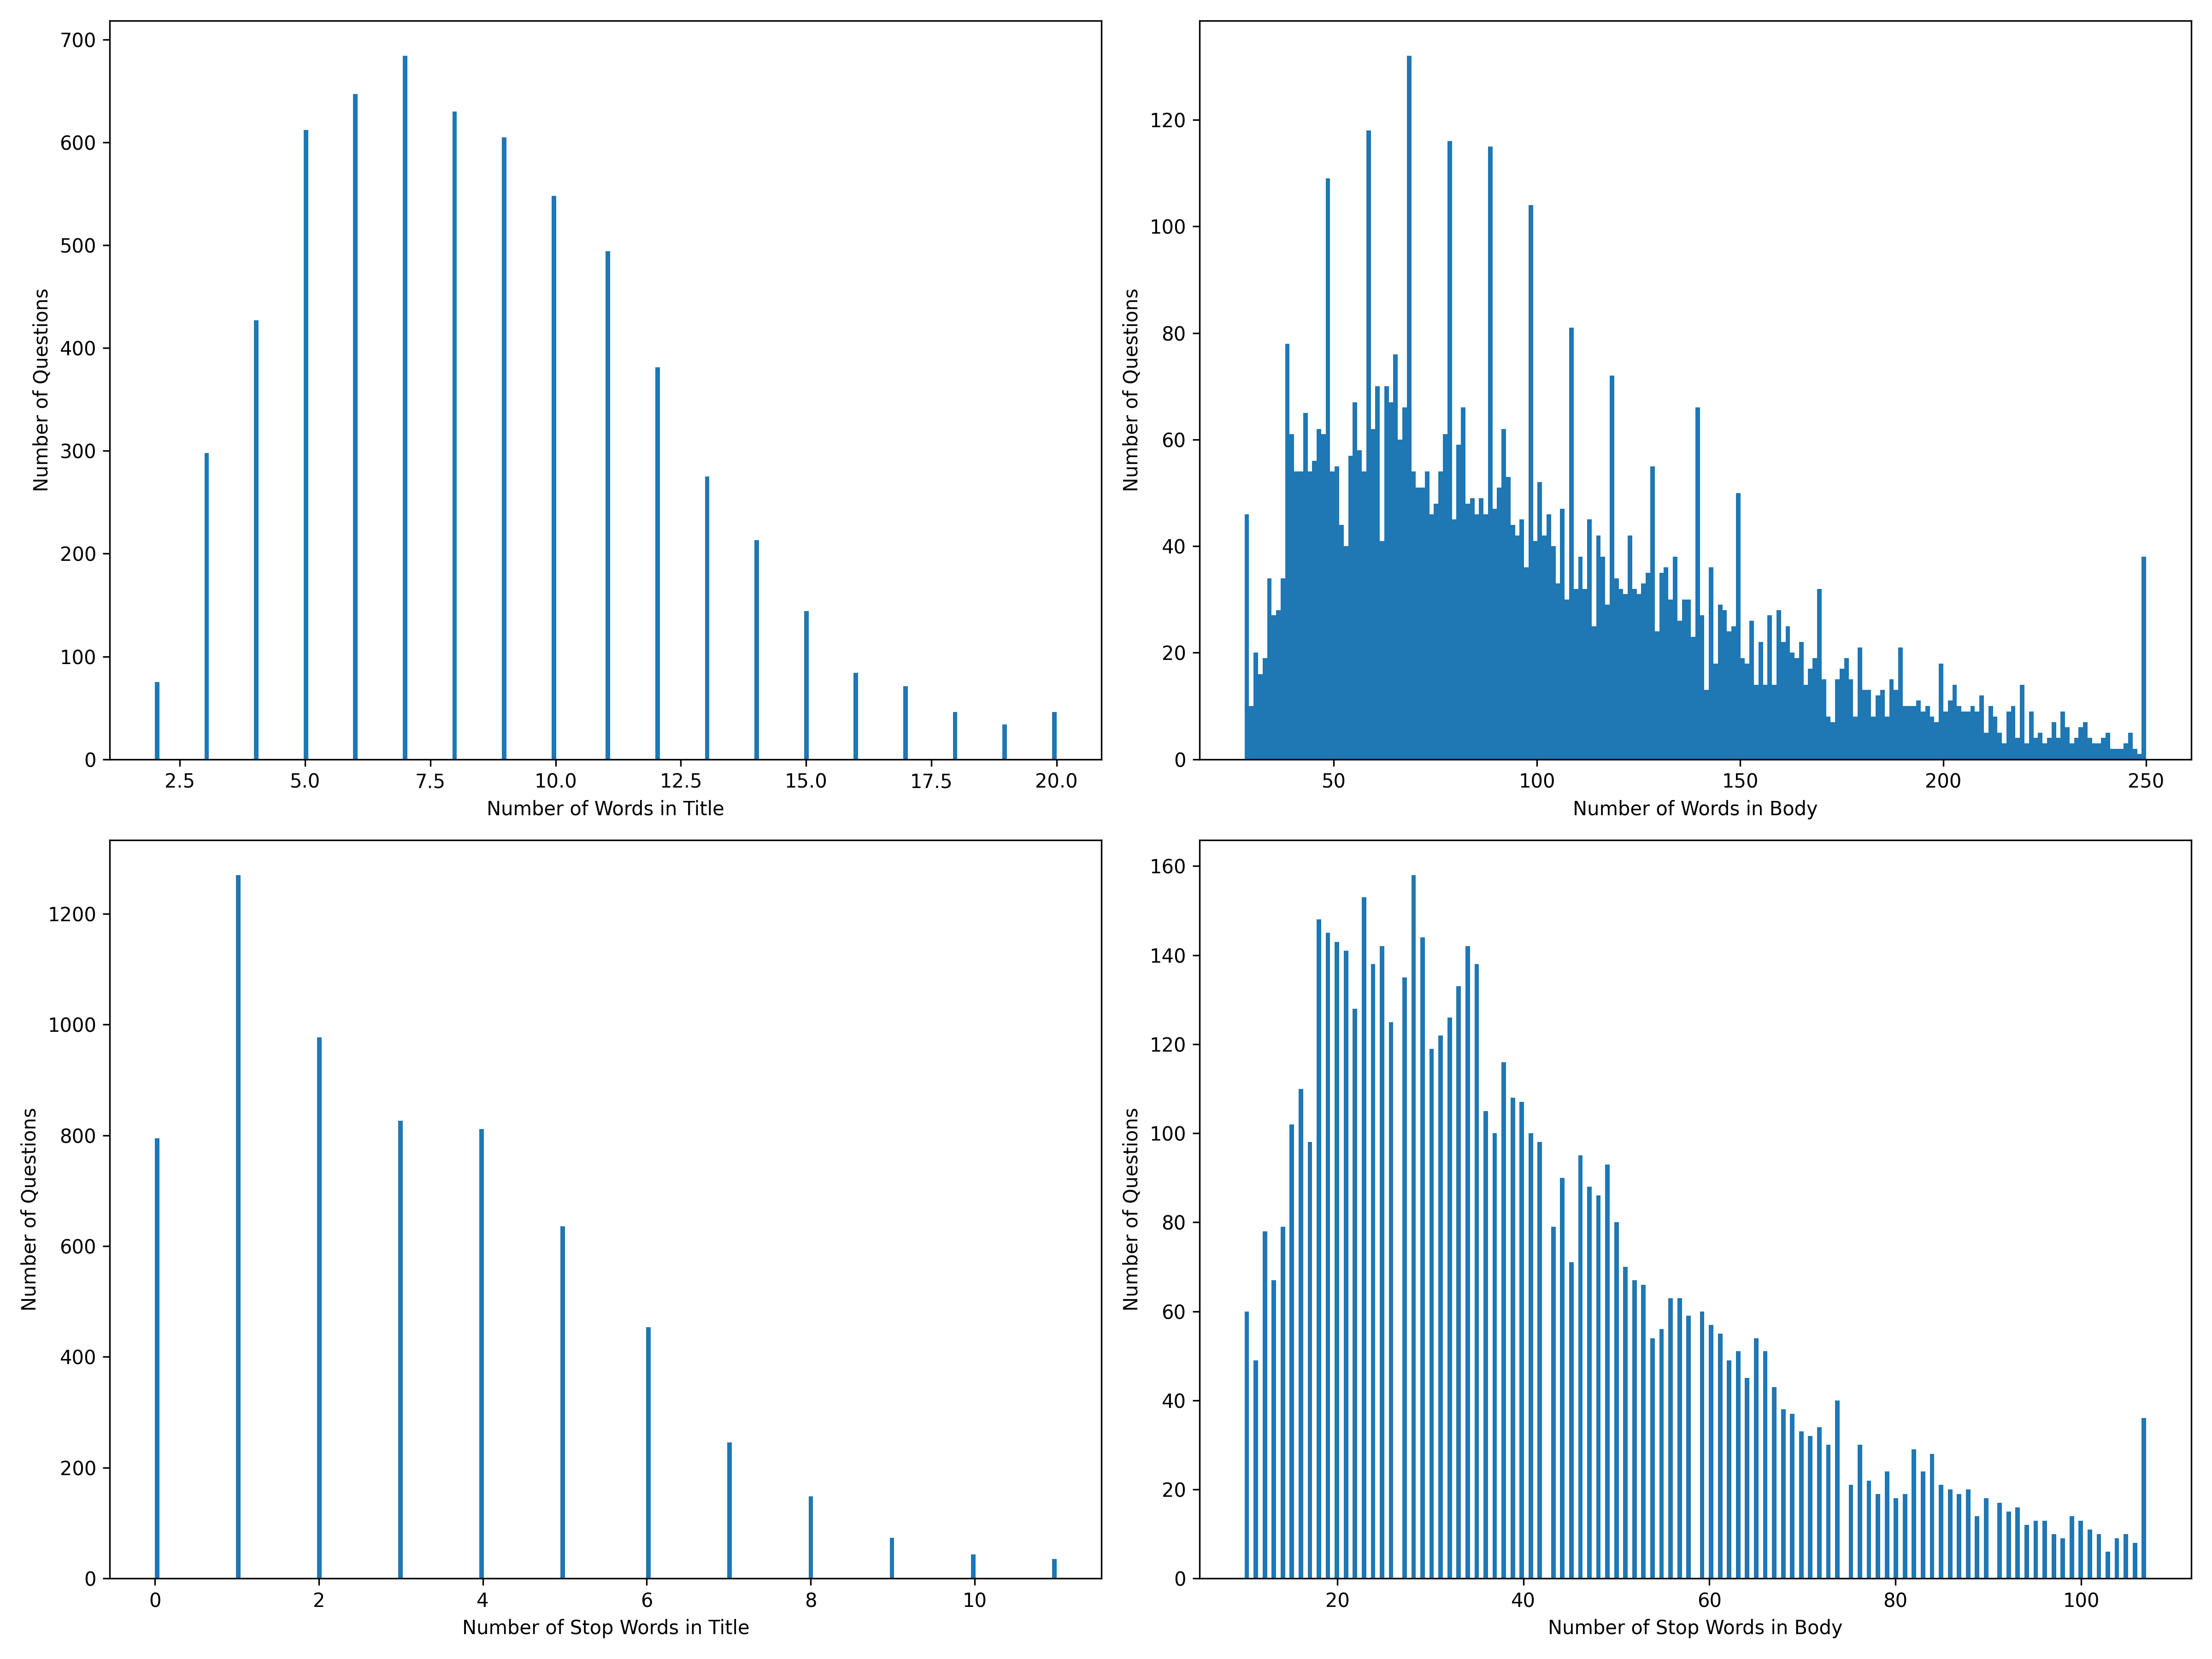 700
600
500
400
300
200
100
0
2.5 5.0 7.5 10.0 12.5 15.0 17.5 20.0
Number of Words in Title
Number of Questions
120
100
80
60
40
20
0
50 100 150 200 250
Number of Words in Body
Number of Questions
1200
1000
800
600
400
200
0
0 2 4 6 8 10
Number of Stop Words in Title
Number of Questions
160
140
120
100
80
60
40
20
0
20 40 60 80 100
Number of Stop Words in Body
Number of Questions